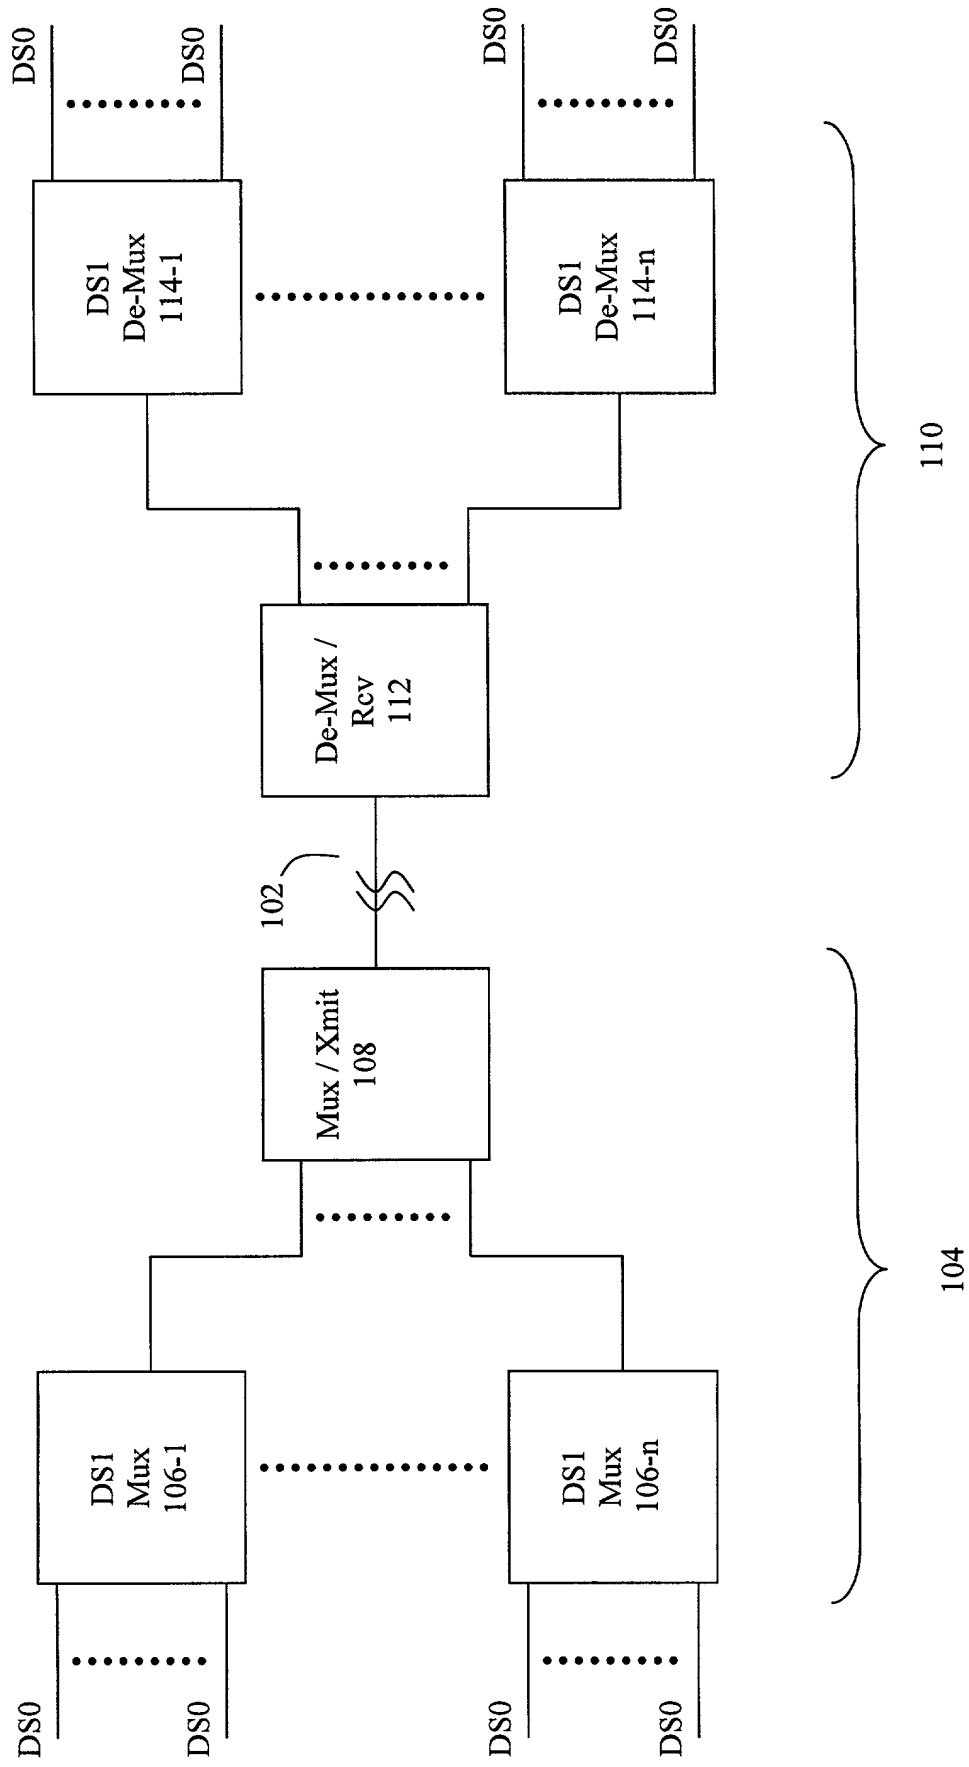 DS0
DS0
DS0
DS0
DS1
Mux
106-1
DS1
Mux
106-n
Mux / Xmit
108
102
De-Mux /
Rcv
112
DS1
De-Mux
114-1
DS1
De-Mux
114-n
DS0
DS0
DS0
DS0
104
110